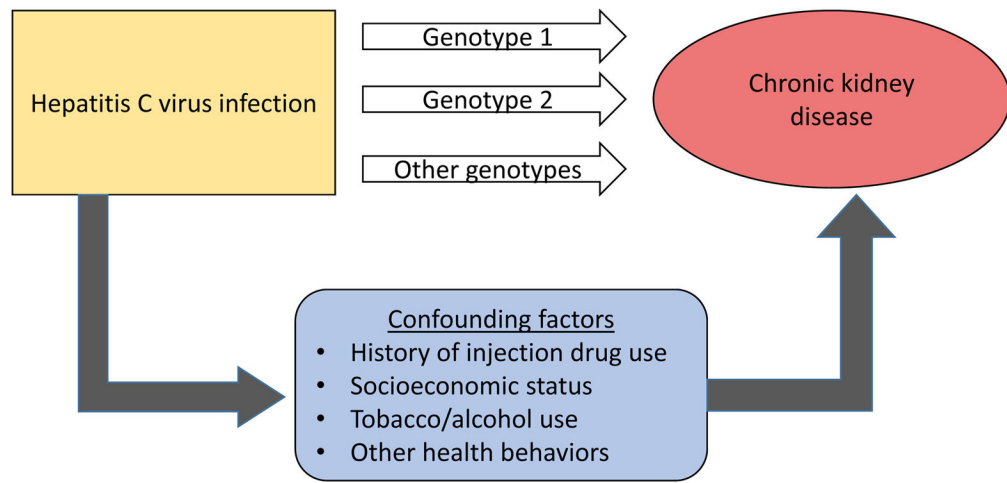 Hepatitis C virus infection
Genotype 1
Genotype 2
Other genotypes
Chronic kidney
disease
Confounding factors
• History of injection drug use
• Socioeconomic status
• Tobacco/alcohol use
• Other health behaviors